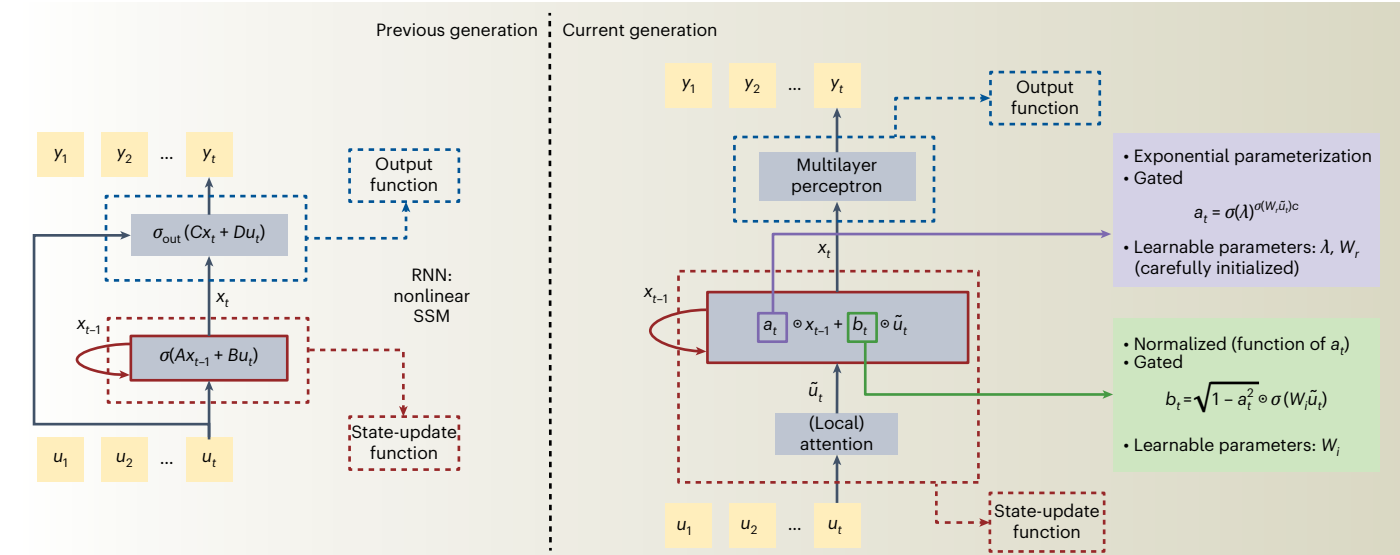 Previous generation
y₁ y₂ ... yₜ
Output
function
σₒᵤₜ (Cxₜ + Duₜ)
RNN:
nonlinear
SSM
xₜ
xₜ₋₁
σ(Axₜ₋₁ + Buₜ)
State-update
function
u₁ u₂ ... uₜ
Current generation
y₁ y₂ ... yₜ
Output
function
Multilayer
perceptron
xₜ
xₜ₋₁
aₜ ⊙ xₜ₋₁ + bₜ ⊙ ũₜ
ũₜ
(Local)
attention
u₁ u₂ ... uₜ
State-update
function
• Exponential parameterization
• Gated
aₜ = σ(λ)^{σ(Wᵣũₜ)c}
• Learnable parameters: λ, Wᵣ
(carefully initialized)
• Normalized (function of aₜ)
• Gated
bₜ = √(1 − aₜ²) ⊙ σ (Wᵢũₜ)
• Learnable parameters: Wᵢ